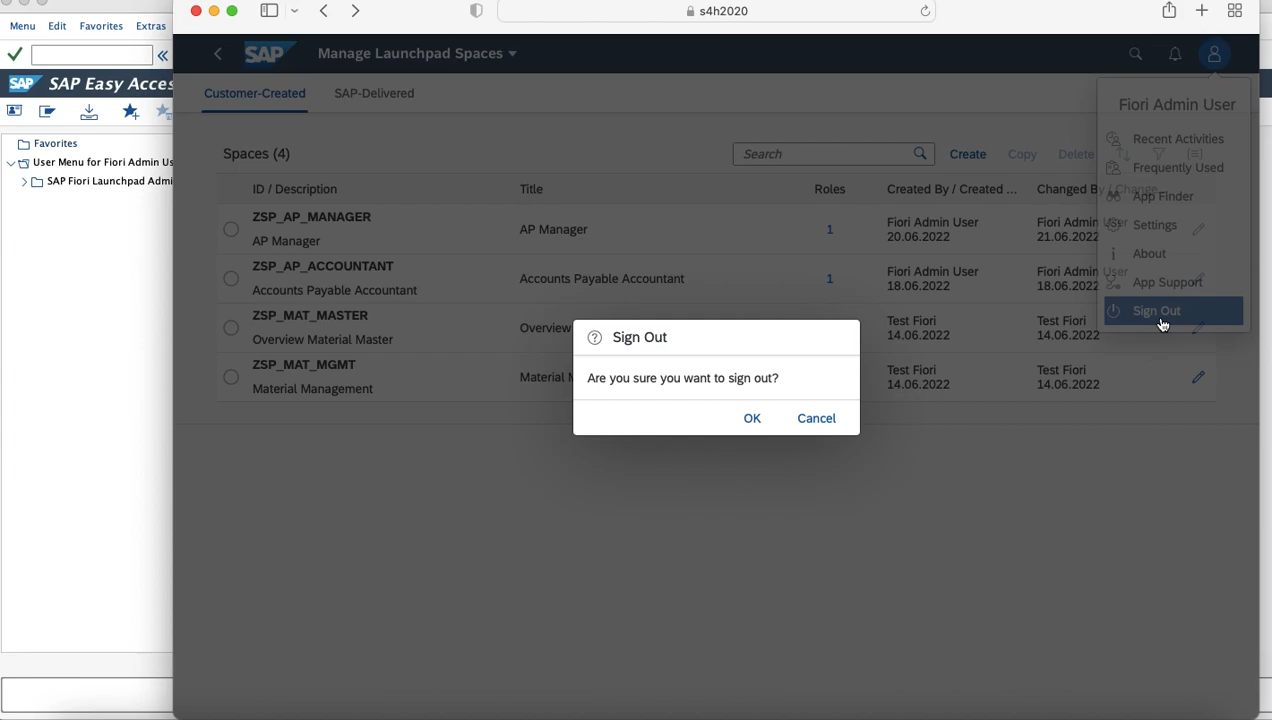 Menu Edit Favorites Extras
s4h2020
SAP Manage Launchpad Spaces
SAP SAP Easy Acces
Customer-Created SAP-Delivered
Fiori Admin User
Recent Activities
Frequently Used
App Finder
Settings
About
App Support
Sign Out
Favorites
User Menu for Fiori Admin Us
SAP Fiori Launchpad Admi
Spaces (4) Search Create Copy Delete
ID / Description Title Roles Created By / Created ... Changed By / Change
ZSP_AP_MANAGER
AP Manager
AP Manager 1
Fiori Admin User
20.06.2022
Fiori Admin User
21.06.2022
ZSP_AP_ACCOUNTANT
Accounts Payable Accountant
Accounts Payable Accountant 1
Fiori Admin User
18.06.2022
Fiori Admin User
18.06.2022
ZSP_MAT_MASTER
Overview Material Master
Overview
Test Fiori
14.06.2022
Test Fiori
14.06.2022
ZSP_MAT_MGMT
Material Management
Material
Test Fiori
14.06.2022
Test Fiori
14.06.2022
Sign Out
Are you sure you want to sign out?
OK Cancel